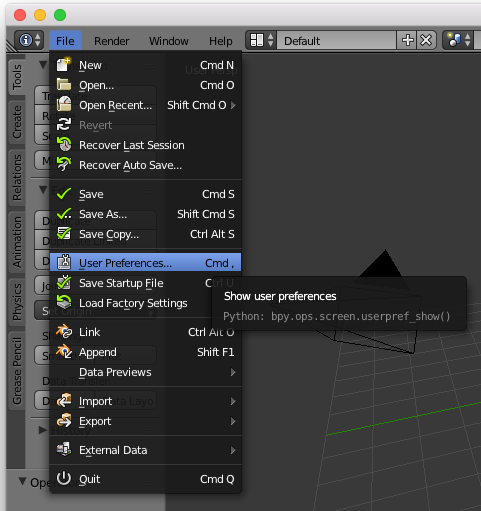 File Render Window Help Default
Tools
Create
Relations
Animation
Physics
Grease Pencil
New Cmd N
Open... Cmd O
Open Recent... Shift Cmd O
Revert
Recover Last Session
Recover Auto Save...
Save Cmd S
Save As... Shift Cmd S
Save Copy... Ctrl Alt S
User Preferences... Cmd ,
Save Startup File Ctrl U
Load Factory Settings
Show user preferences
Python: bpy.ops.screen.userpref_show()
Link Ctrl Alt O
Append Shift F1
Data Previews
Import
Export
External Data
Quit Cmd Q